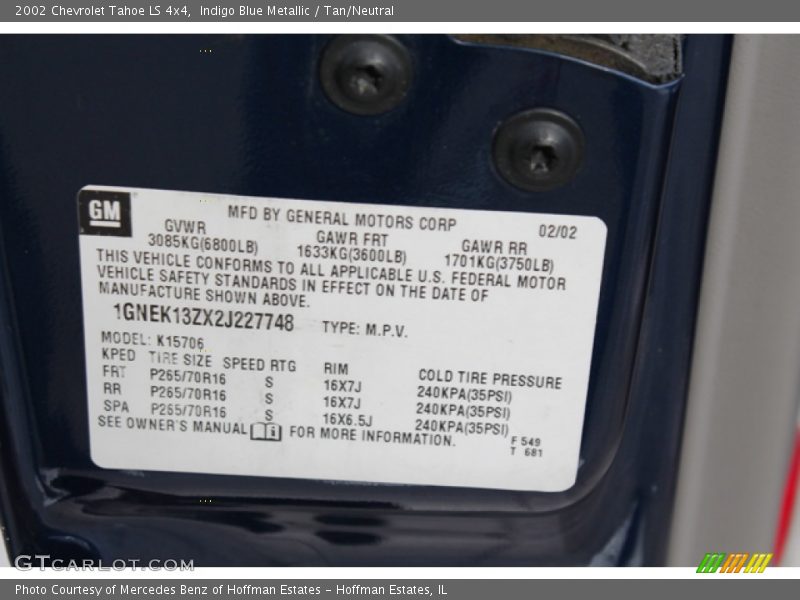 2002 Chevrolet Tahoe LS 4x4, Indigo Blue Metallic / Tan/Neutral
GM
MFD BY GENERAL MOTORS CORP 02/02
GVWR GAWR FRT GAWR RR
3085KG(6800LB) 1633KG(3600LB) 1701KG(3750LB)
THIS VEHICLE CONFORMS TO ALL APPLICABLE U.S. FEDERAL MOTOR
VEHICLE SAFETY STANDARDS IN EFFECT ON THE DATE OF
MANUFACTURE SHOWN ABOVE.
1GNEK13ZX2J227748 TYPE: M.P.V.
MODEL: K15706
KPED TIRE SIZE SPEED RTG RIM COLD TIRE PRESSURE
FRT P265/70R16 S 16X7J 240KPA(35PSI)
RR P265/70R16 S 16X7J 240KPA(35PSI)
SPA P265/70R16 S 16X6.5J 240KPA(35PSI)
SEE OWNER'S MANUAL FOR MORE INFORMATION.
F 549
T 681
GTCARLOT.COM
Photo Courtesy of Mercedes Benz of Hoffman Estates - Hoffman Estates, IL